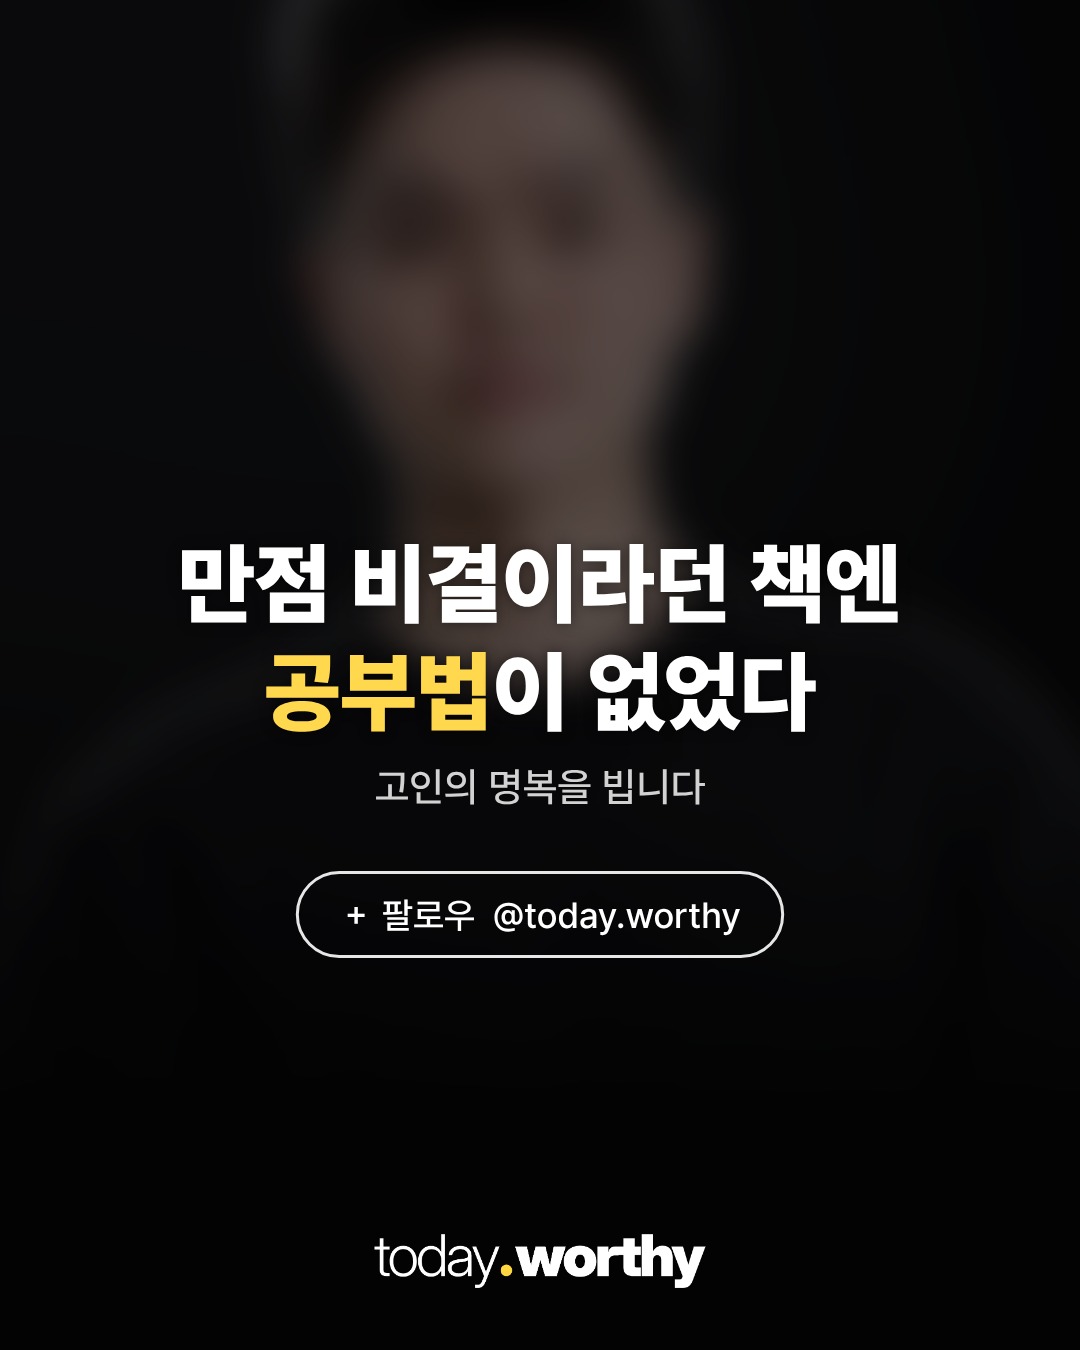 만점 비결이라던 책엔
공부법이 없었다
고인의 명복을 빕니다
+ 팔로우 @today.worthy
today.worthy